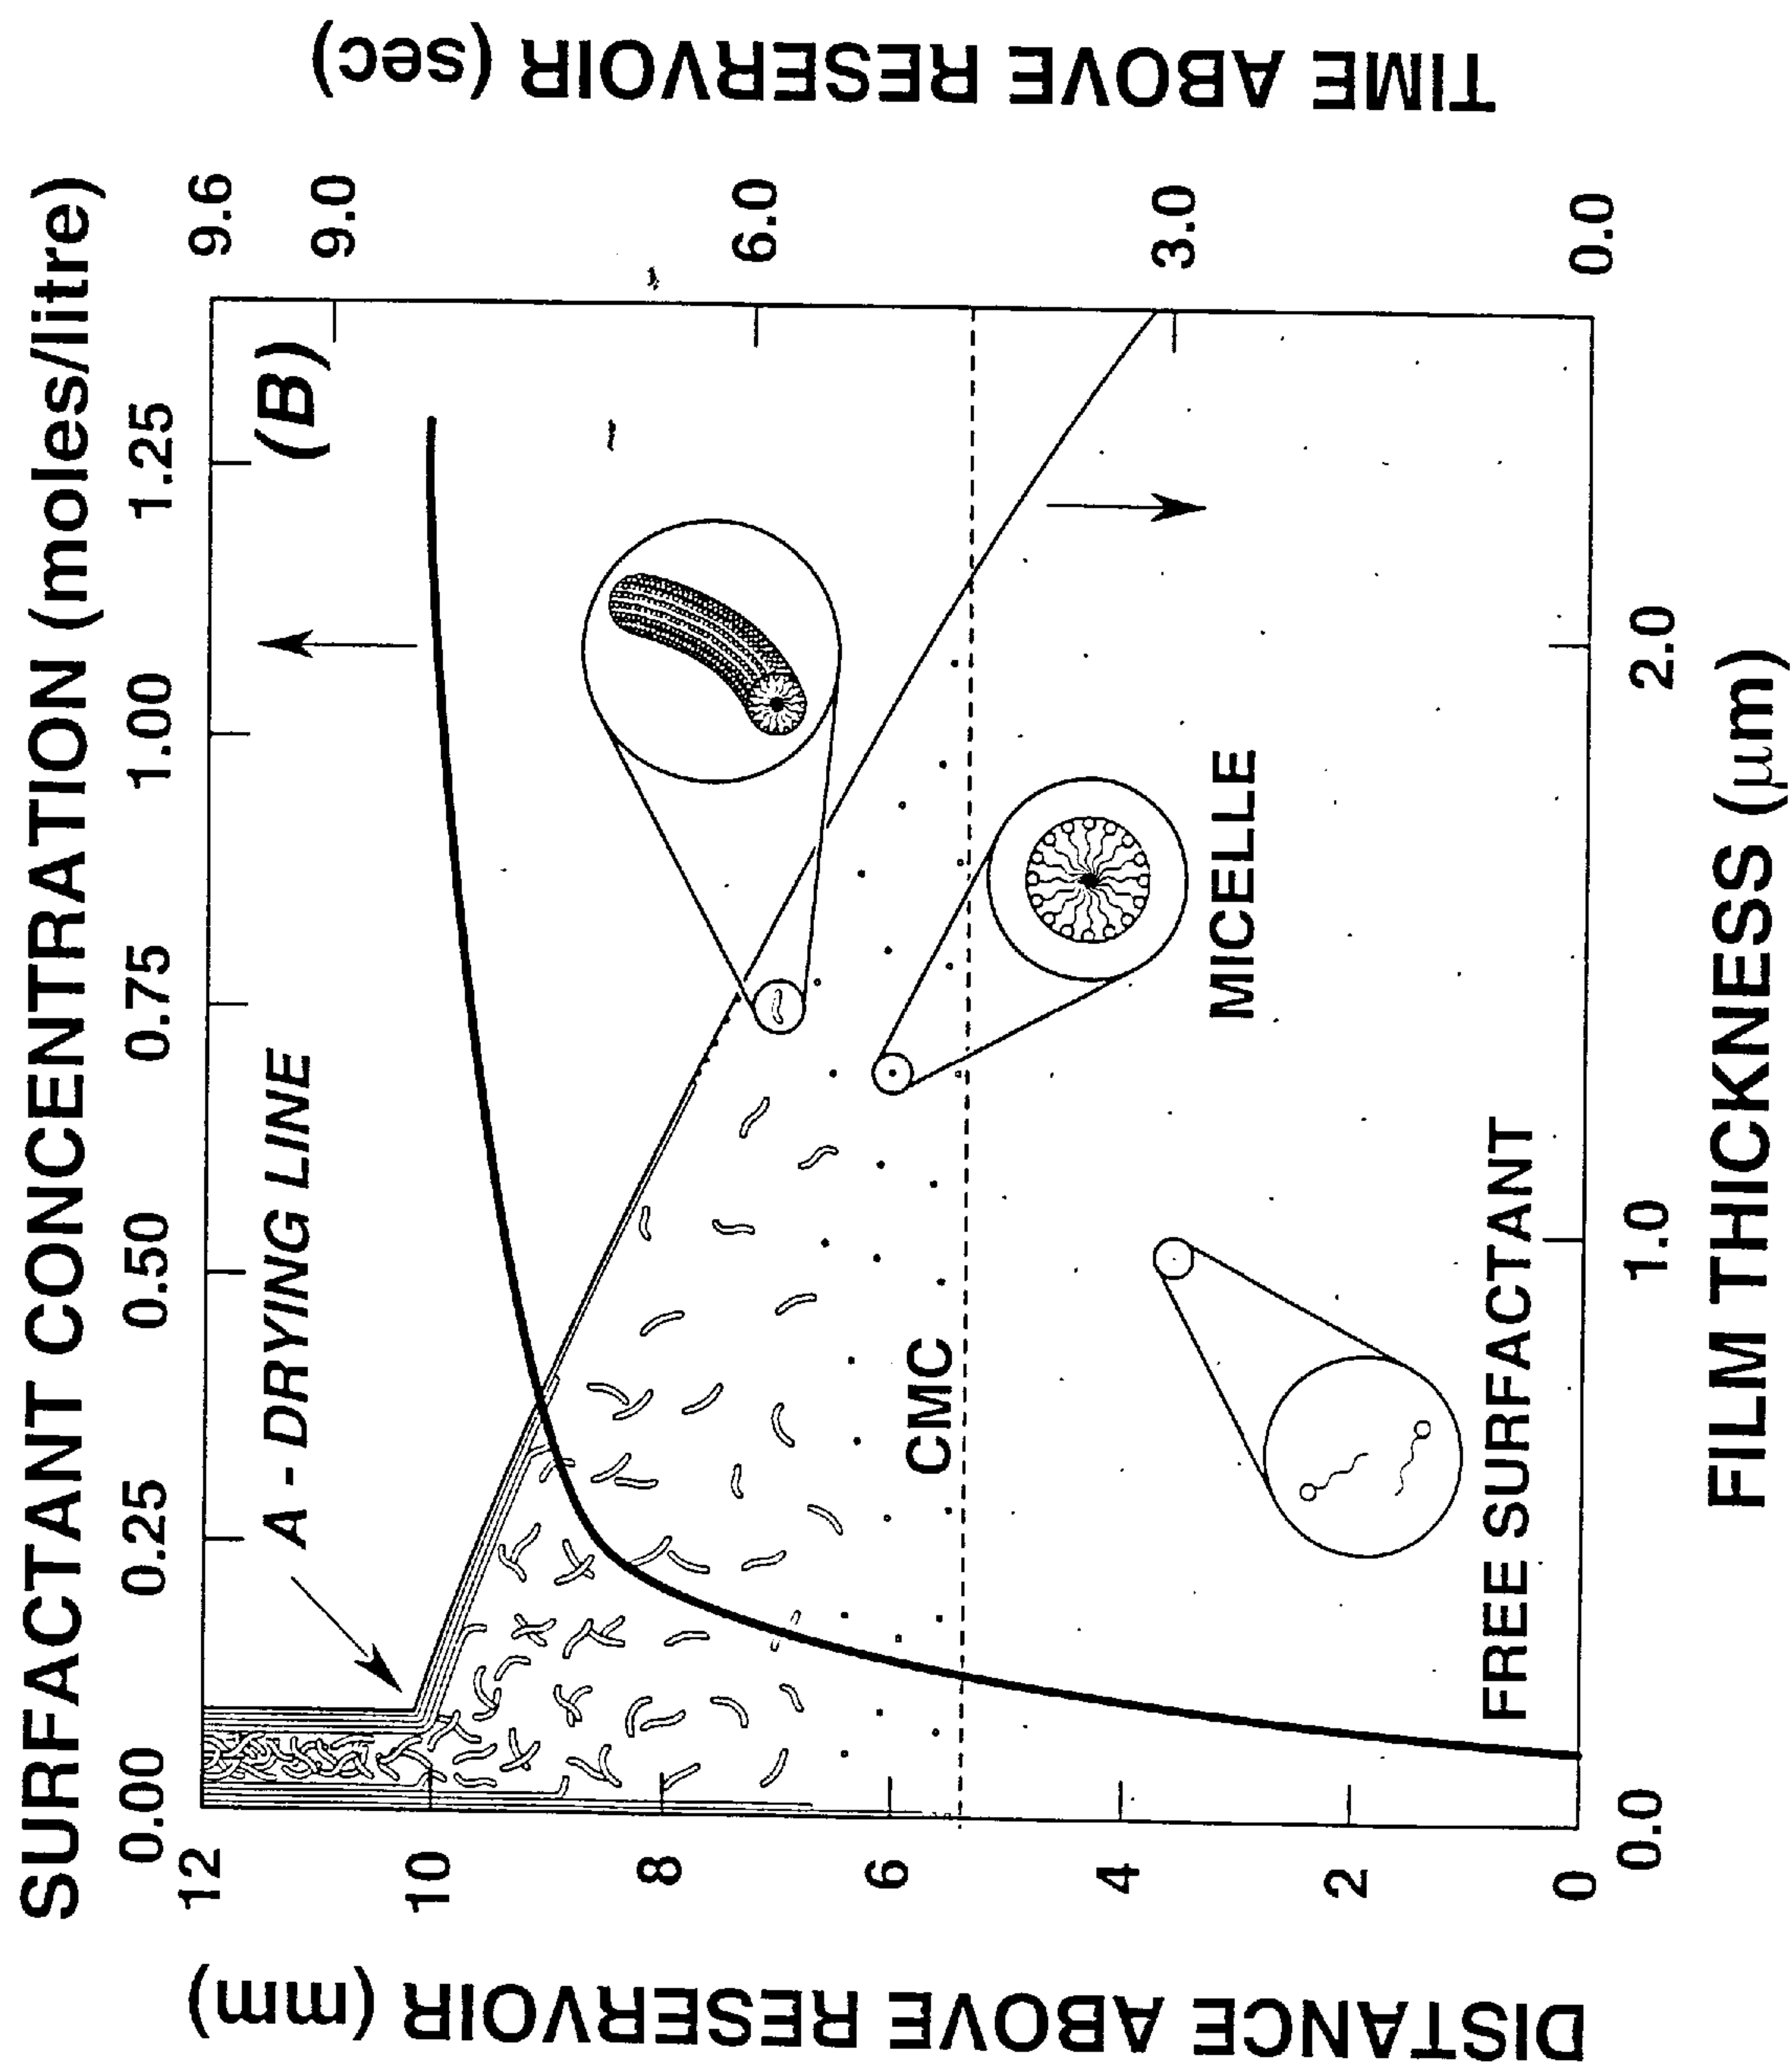 SURFACTANT CONCENTRATION (moles/litre)
0.00 0.25 0.50 0.75 1.00 1.25
A - DRYING LINE
(B)
DISTANCE ABOVE RESERVOIR (mm)
12
10
8
6
4
2
0
TIME ABOVE RESERVOIR (sec)
9.6
9.0
6.0
3.0
0.0
CMC
MICELLE
FREE SURFACTANT
0.0 1.0 2.0
FILM THICKNESS (μm)